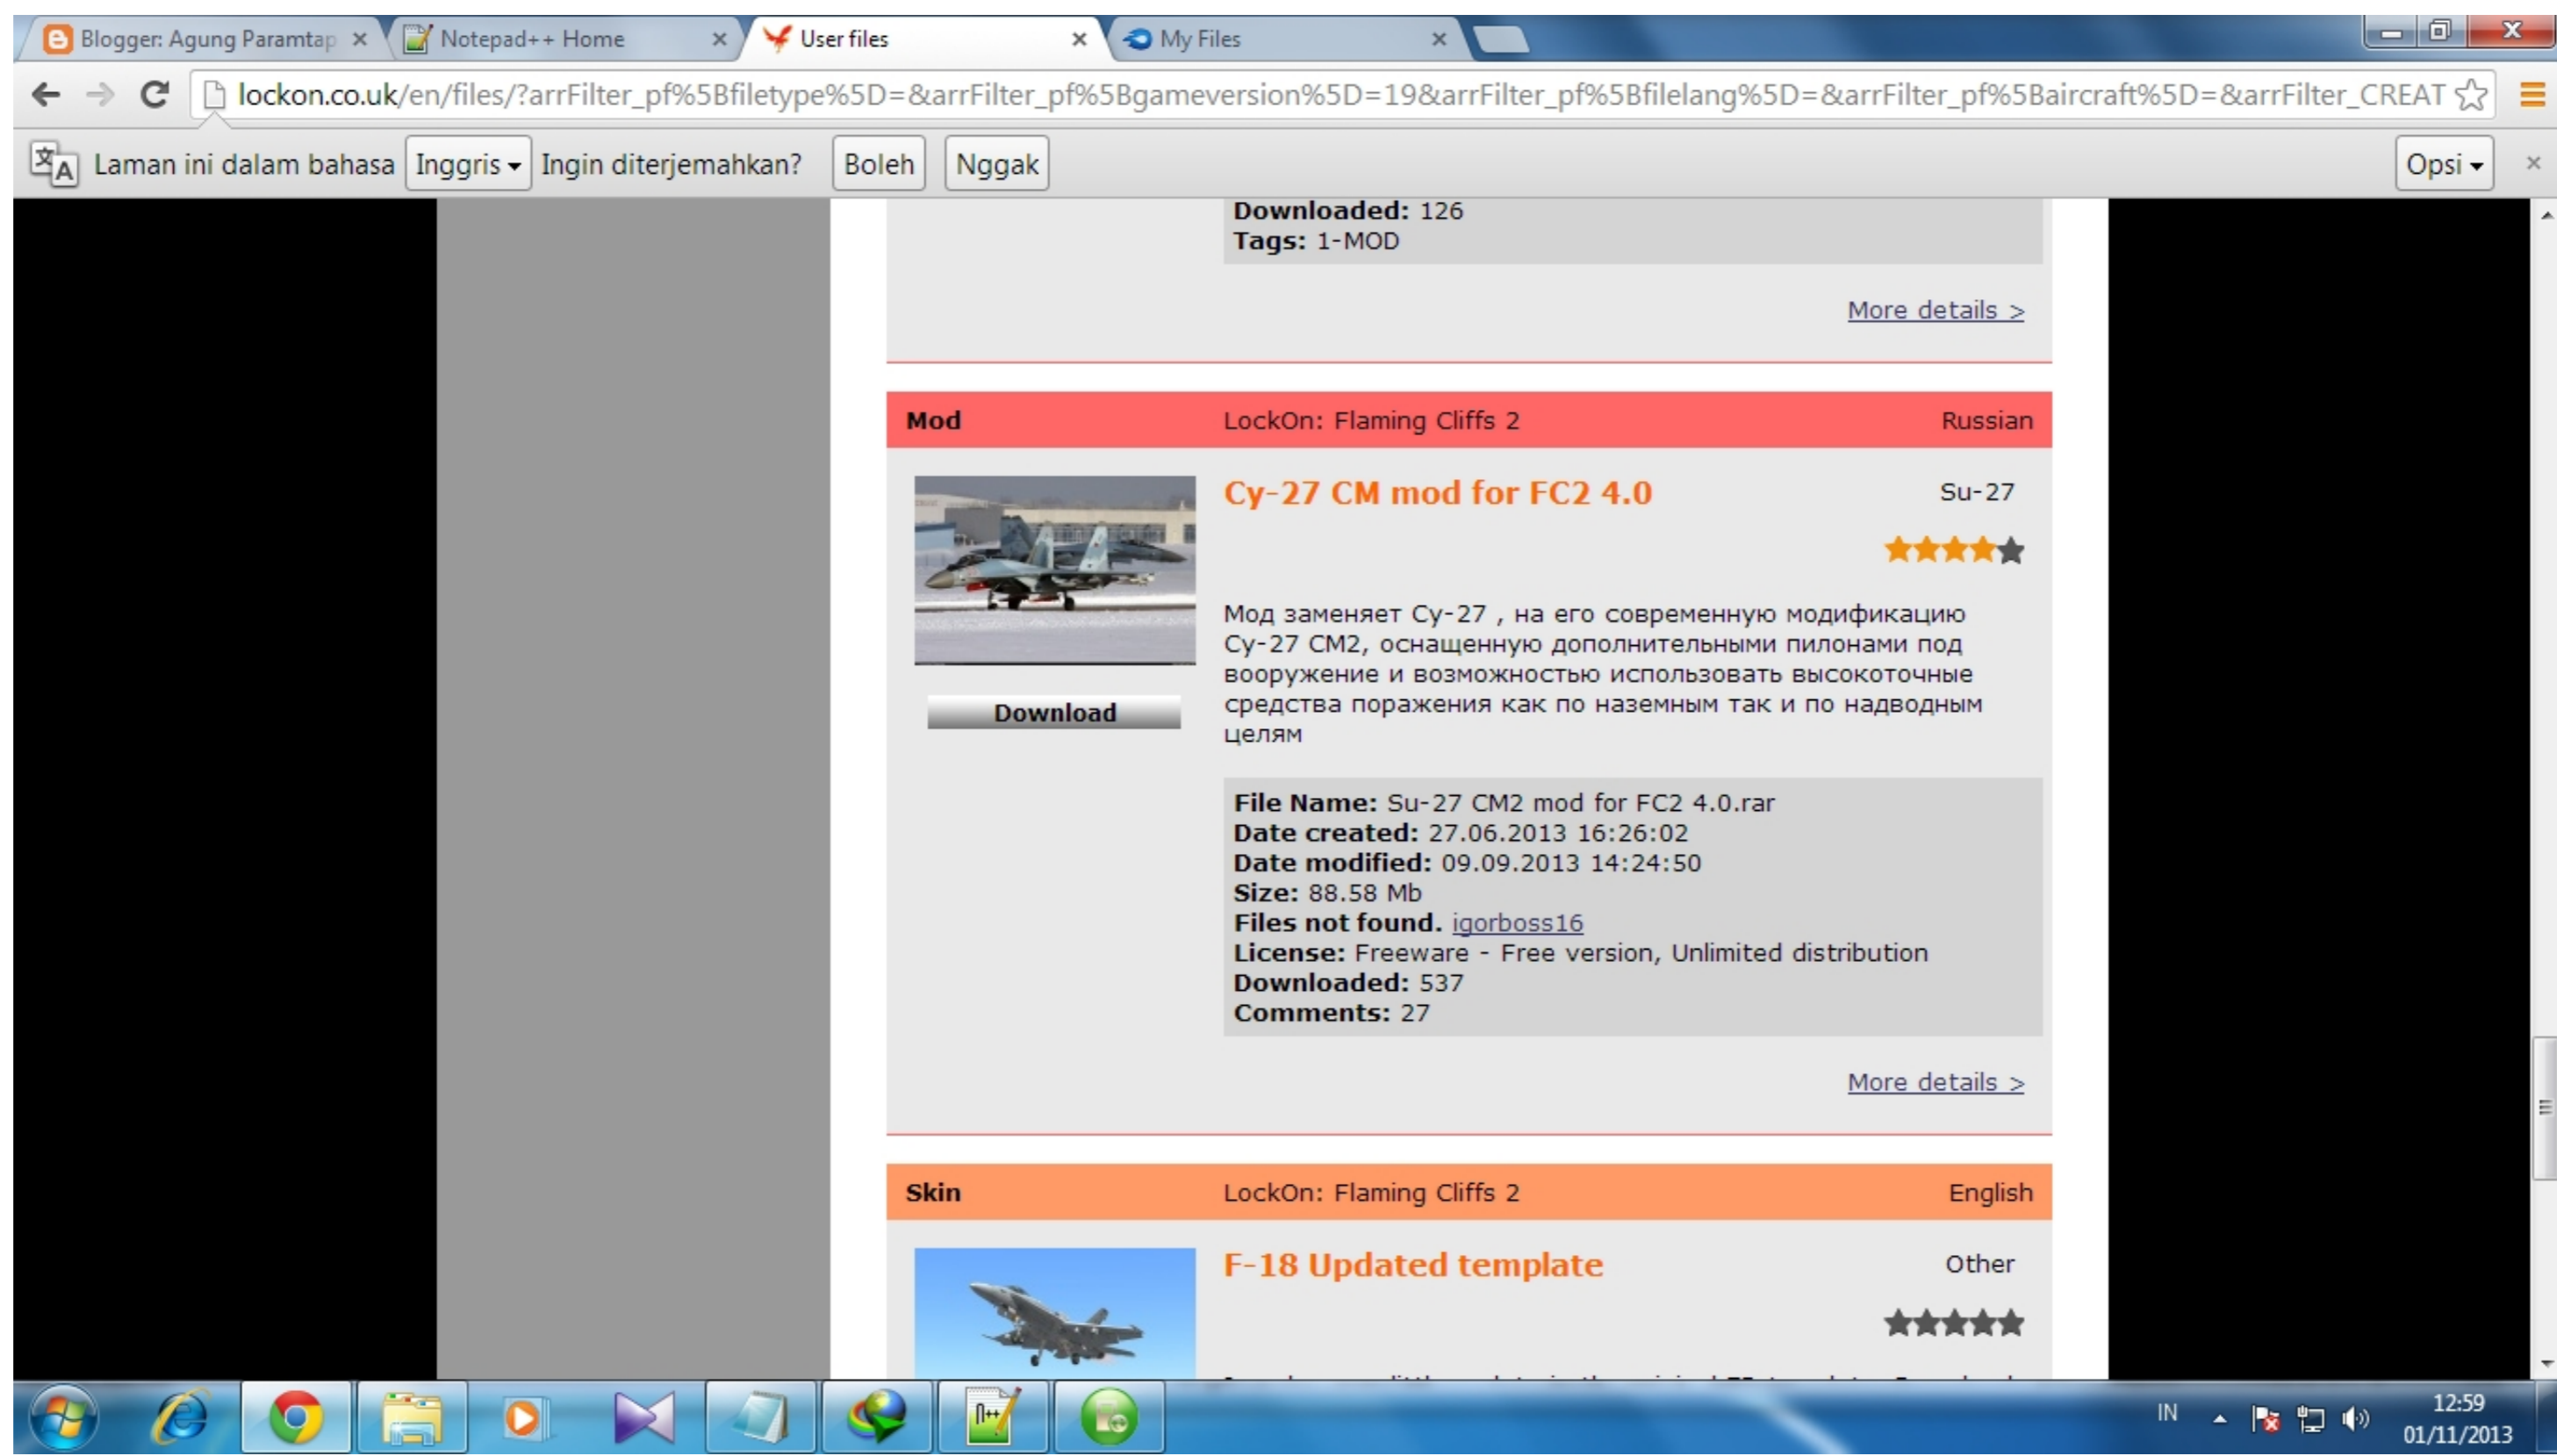 Blogger: Agung Paramtap
Notepad++ Home
User files
My Files
lockon.co.uk/en/files/?arrFilter_pf%5Bfiletype%5D=&arrFilter_pf%5Bgameversion%5D=19&arrFilter_pf%5Bfilelang%5D=&arrFilter_pf%5Baircraft%5D=&arrFilter_CREAT
Laman ini dalam bahasa Inggris Ingin diterjemahkan? Boleh Nggak Opsi
Downloaded: 126
Tags: 1-MOD
More details >
Mod LockOn: Flaming Cliffs 2 Russian
Су-27 СМ mod for FC2 4.0 Su-27
Мод заменяет Су-27 , на его современную модификацию
Су-27 СМ2, оснащенную дополнительными пилонами под
вооружение и возможностью использовать высокоточные
средства поражения как по наземным так и по надводным
целям
Download
File Name: Su-27 CM2 mod for FC2 4.0.rar
Date created: 27.06.2013 16:26:02
Date modified: 09.09.2013 14:24:50
Size: 88.58 Mb
Files not found. igorboss16
License: Freeware - Free version, Unlimited distribution
Downloaded: 537
Comments: 27
More details >
Skin LockOn: Flaming Cliffs 2 English
F-18 Updated template Other
IN
12:59
01/11/2013